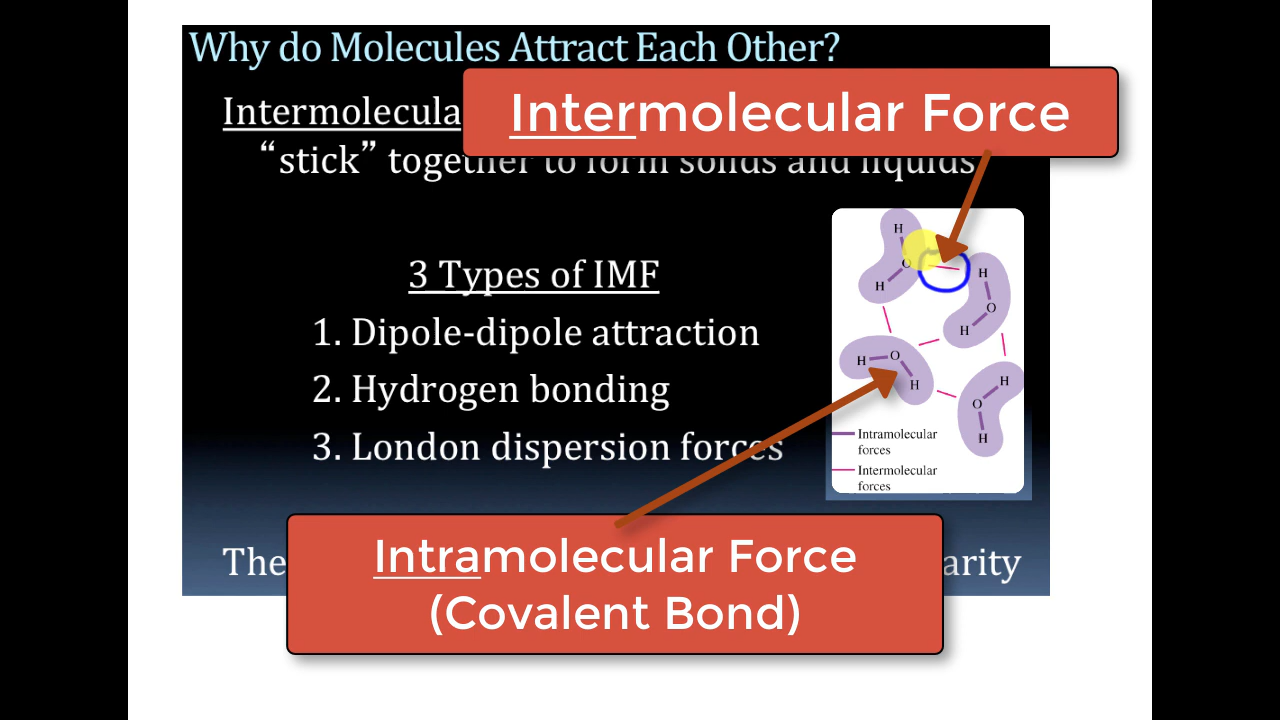 Why do Molecules Attract Each Other?
Intermolecula
Intermolecular Force
“stick” together to form solids and liquids
3 Types of IMF
1. Dipole-dipole attraction
2. Hydrogen bonding
3. London dispersion forces
H
O
H
H
O
H
H
O
H
H
O
H
Intramolecular
forces
Intermolecular
forces
The
arity
Intramolecular Force
(Covalent Bond)